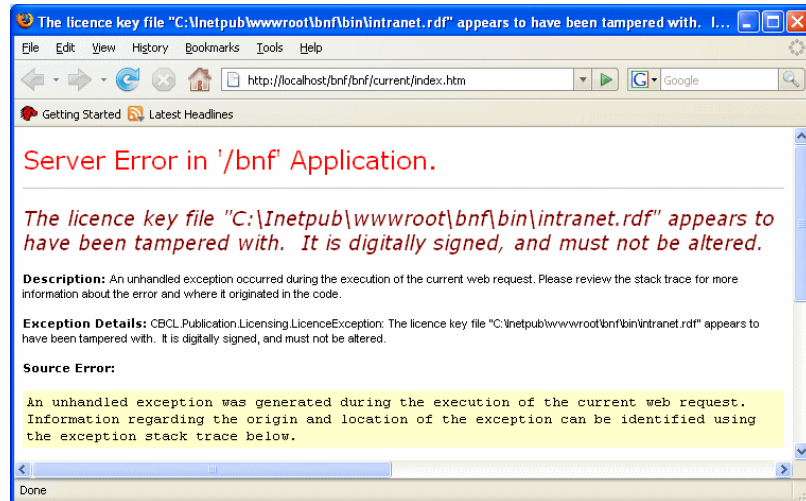 The licence key file "C:\Inetpub\wwwroot\bnf\bin\intranet.rdf" appears to have been tampered with. I...
File Edit View History Bookmarks Tools Help
http://localhost/bnf/bnf/current/index.htm
G Google
Getting Started Latest Headlines
Server Error in '/bnf' Application.
The licence key file "C:\Inetpub\wwwroot\bnf\bin\intranet.rdf" appears to
have been tampered with. It is digitally signed, and must not be altered.
Description: An unhandled exception occurred during the execution of the current web request. Please review the stack trace for more
information about the error and where it originated in the code.
Exception Details: CBCL.Publication.Licensing.LicenceException: The licence key file "C:\Inetpub\wwwroot\bnf\bin\intranet.rdf" appears to
have been tampered with. It is digitally signed, and must not be altered.
Source Error:
An unhandled exception was generated during the execution of the current web request.
Information regarding the origin and location of the exception can be identified using
the exception stack trace below.
Done